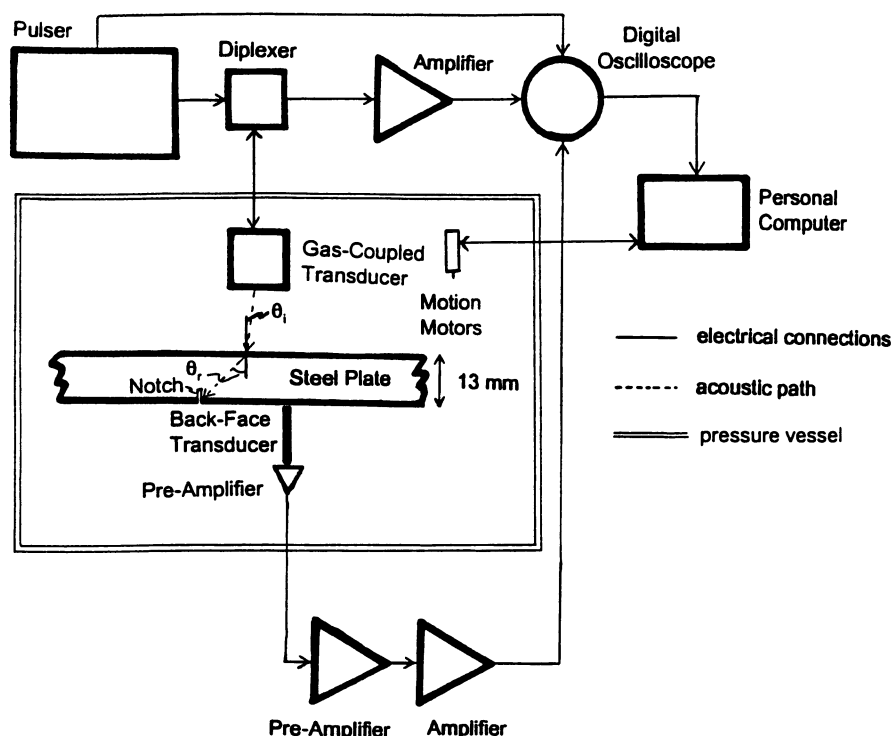 Pulser
Diplexer
Amplifier
Digital
Oscilloscope
Personal
Computer
Gas-Coupled
Transducer
Motion
Motors
θi
θr
Notch
Steel Plate
13 mm
Back-Face
Transducer
Pre-Amplifier
electrical connections
acoustic path
pressure vessel
Pre-Amplifier
Amplifier